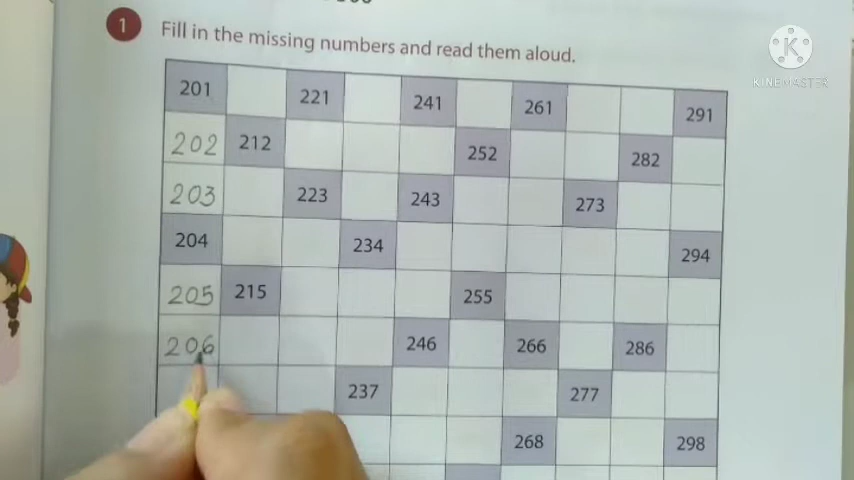 1 Fill in the missing numbers and read them aloud.
KINEMASTER
201 221 241 261 291
202 212 252 282
203 223 243 273
204 234 294
205 215 255
206 246 266 286
237 277
268 298